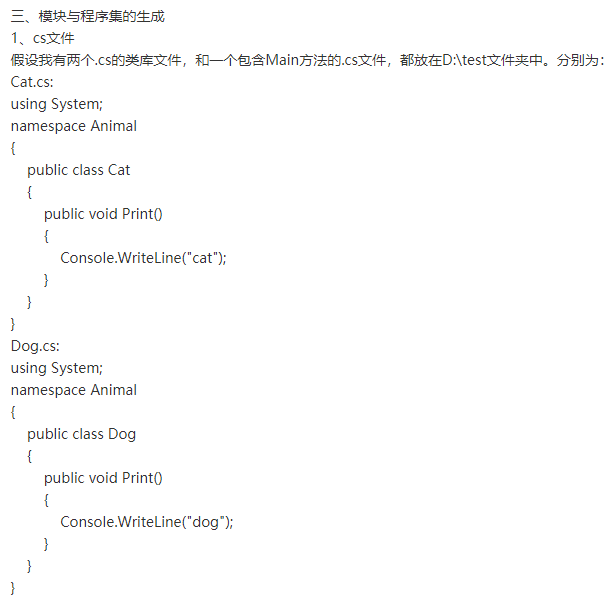 三、模块与程序集的生成
1、cs文件
假设我有两个.cs的类库文件，和一个包含Main方法的.cs文件，都放在D:\test文件夹中。分别为：
Cat.cs:
using System;
namespace Animal
{
    public class Cat
    {
        public void Print()
        {
            Console.WriteLine("cat");
        }
    }
}
Dog.cs:
using System;
namespace Animal
{
    public class Dog
    {
        public void Print()
        {
            Console.WriteLine("dog");
        }
    }
}